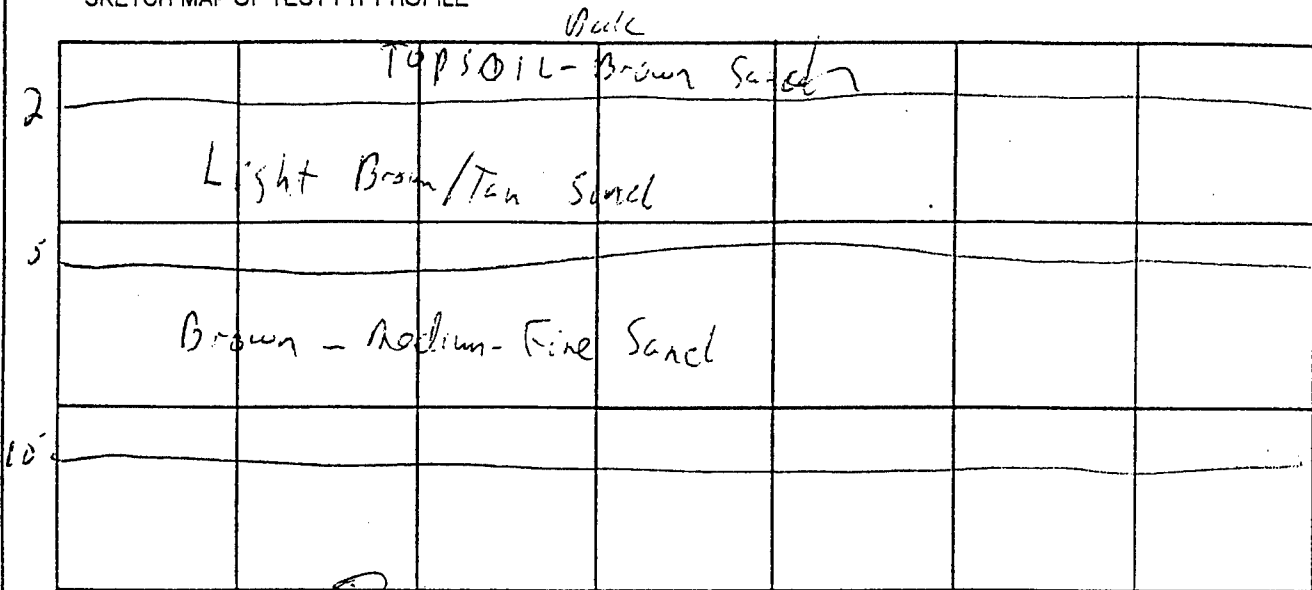 SKETCH MAP OF TEST PIT PROFILE
Dark
TOPSOIL - Brown Sand
2
Light Brown/Tan Sand
5
Brown - Medium - Fine Sand
10